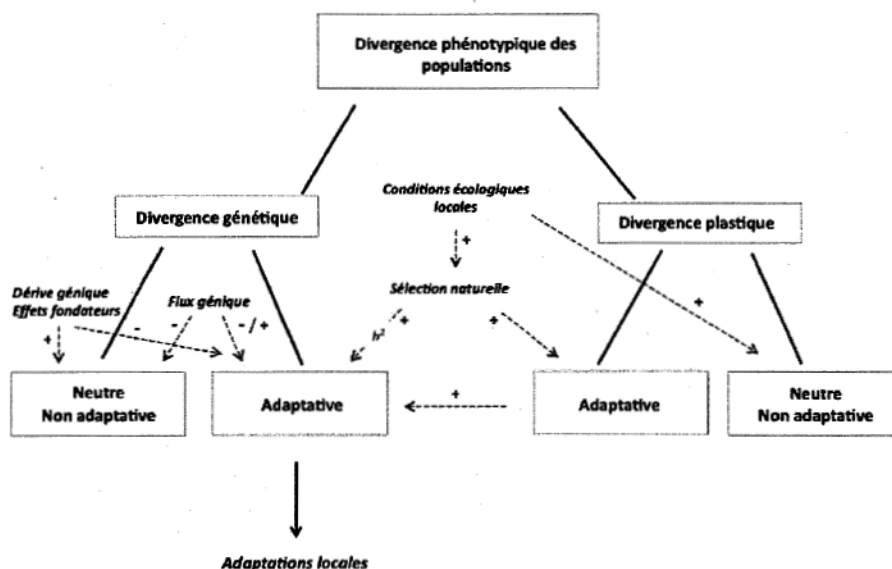 Divergence phénotypique des
populations
Conditions écologiques
locales
Divergence génétique
Divergence plastique
+
Dérive génique
Effets fondateurs
Flux génique
Sélection naturelle
+
+
-
-
- / +
h²
+
+
Neutre
Non adaptative
Adaptative
+
Adaptative
Neutre
Non adaptative
Adaptations locales